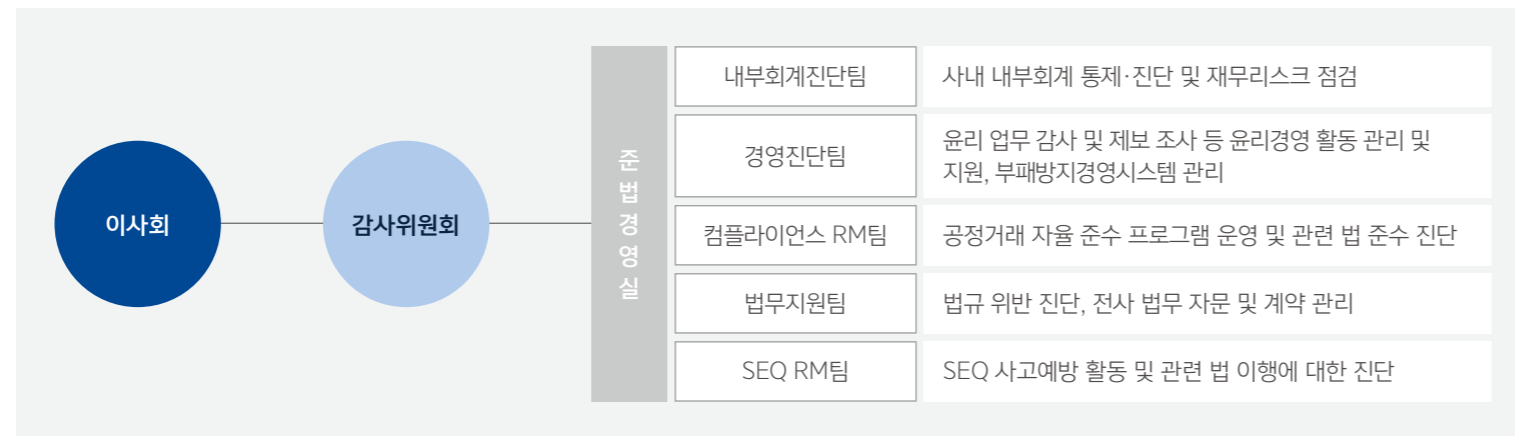 이사회
감사위원회
준법경영실
내부회계진단팀
사내 내부회계 통제·진단 및 재무리스크 점검
경영진단팀
윤리 업무 감사 및 제보 조사 등 윤리경영 활동 관리 및
지원, 부패방지경영시스템 관리
컴플라이언스 RM팀
공정거래 자율 준수 프로그램 운영 및 관련 법 준수 진단
법무지원팀
법규 위반 진단, 전사 법무 자문 및 계약 관리
SEQ RM팀
SEQ 사고예방 활동 및 관련 법 이행에 대한 진단